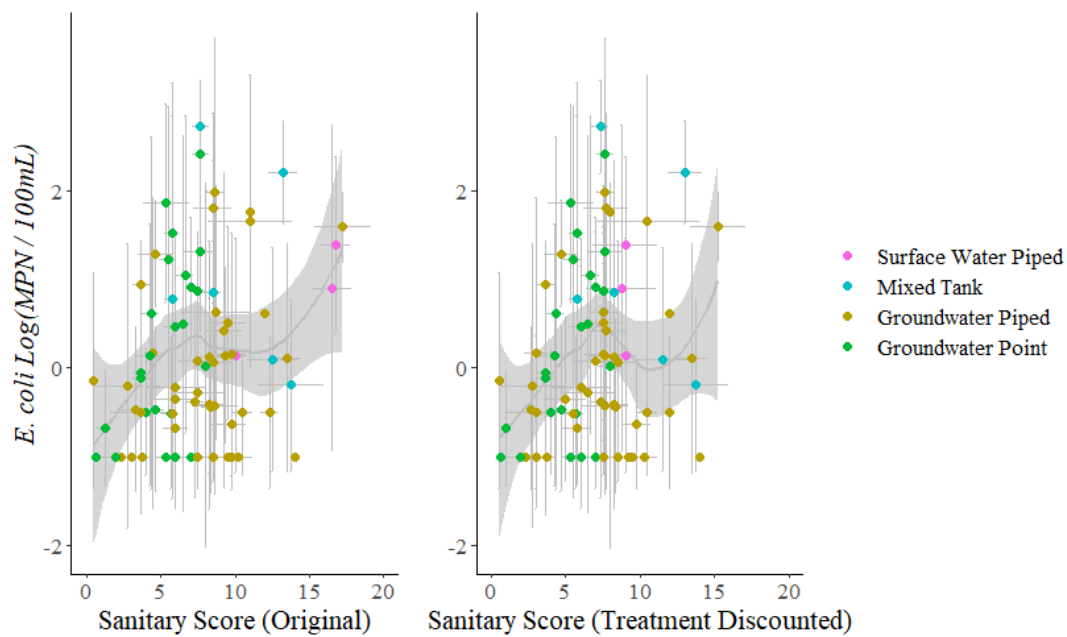 E. coli Log(MPN / 100mL)
2
0
-2
0 5 10 15 20
Sanitary Score (Original)
2
0
-2
0 5 10 15 20
Sanitary Score (Treatment Discounted)
Surface Water Piped
Mixed Tank
Groundwater Piped
Groundwater Point